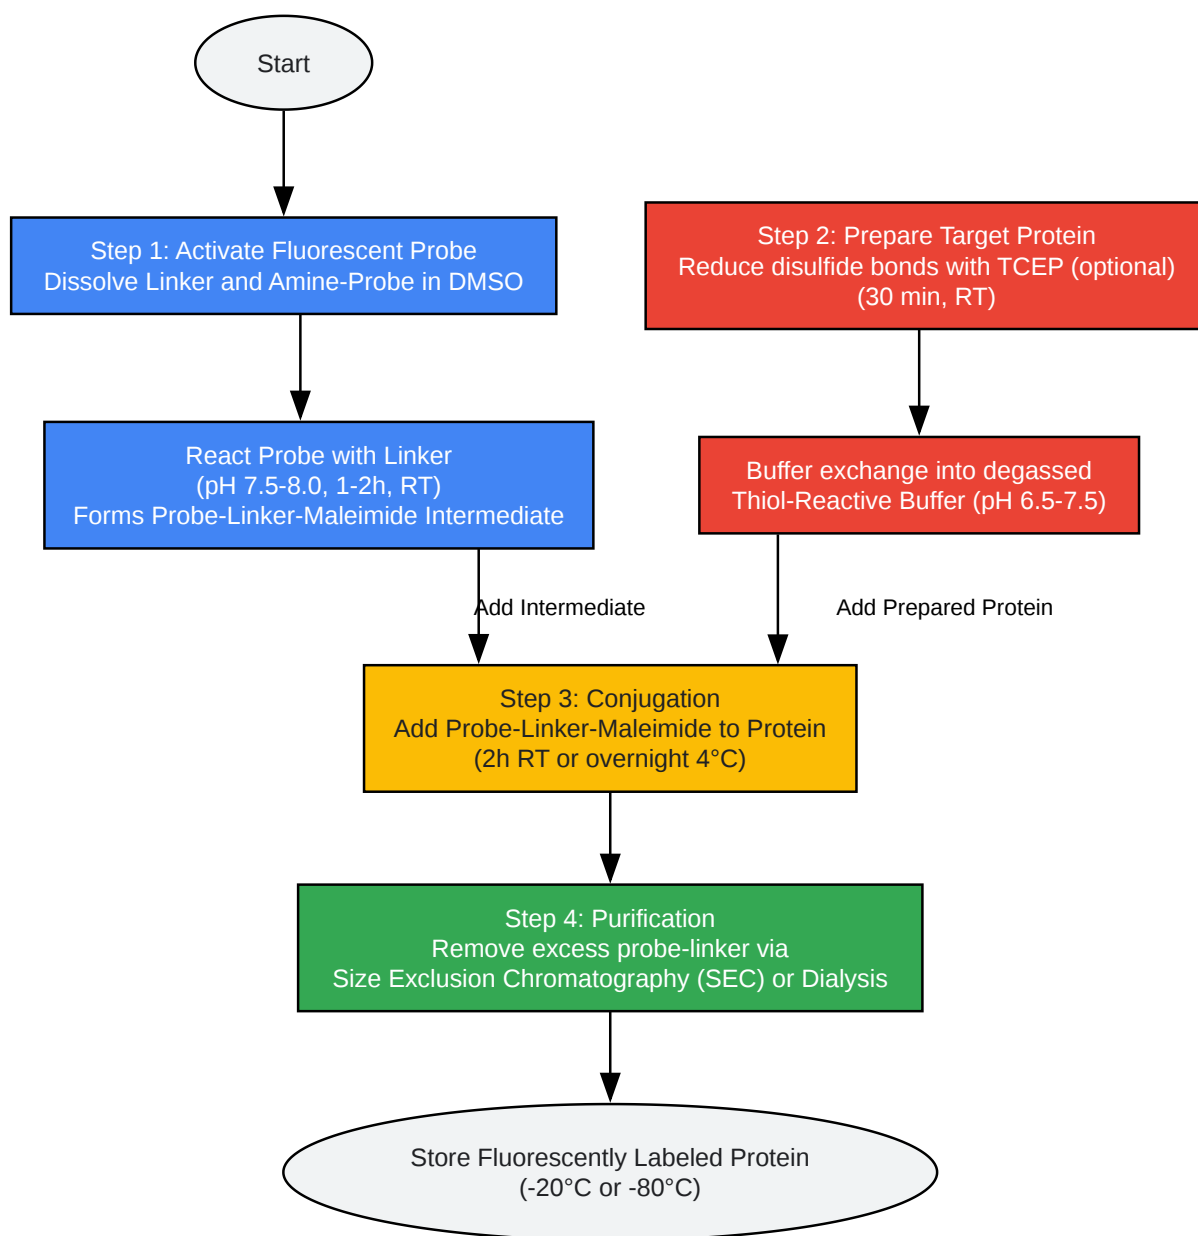 Start
Step 1: Activate Fluorescent Probe
Dissolve Linker and Amine-Probe in DMSO
Step 2: Prepare Target Protein
Reduce disulfide bonds with TCEP (optional)
(30 min, RT)
React Probe with Linker
(pH 7.5-8.0, 1-2h, RT)
Forms Probe-Linker-Maleimide Intermediate
Buffer exchange into degassed
Thiol-Reactive Buffer (pH 6.5-7.5)
Add Intermediate
Add Prepared Protein
Step 3: Conjugation
Add Probe-Linker-Maleimide to Protein
(2h RT or overnight 4°C)
Step 4: Purification
Remove excess probe-linker via
Size Exclusion Chromatography (SEC) or Dialysis
Store Fluorescently Labeled Protein
(-20°C or -80°C)